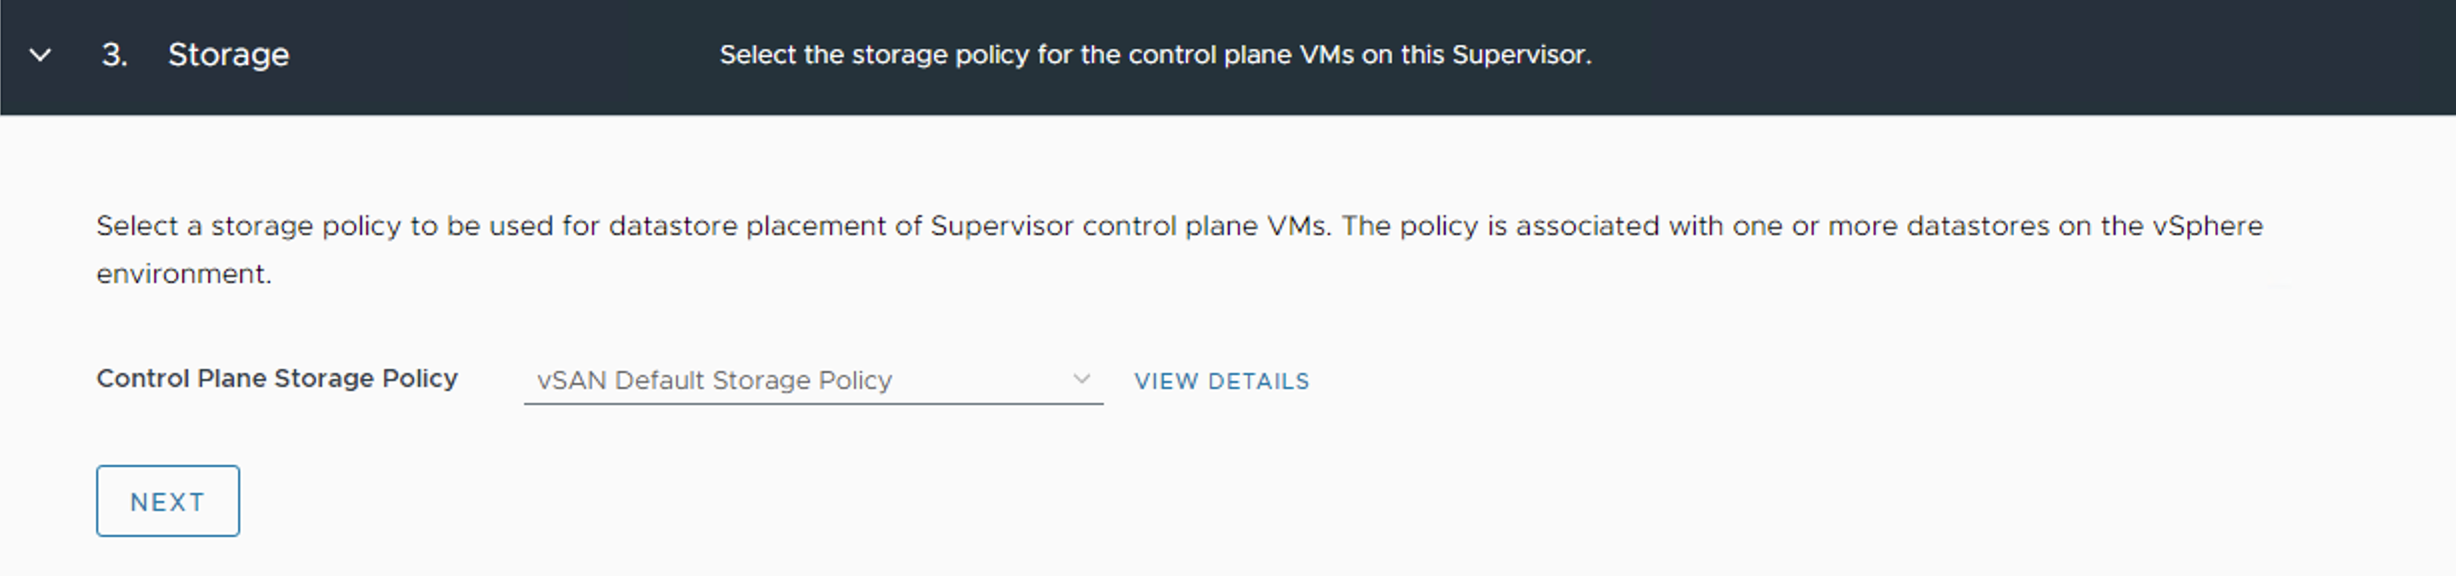 3. Storage
Select the storage policy for the control plane VMs on this Supervisor.
Select a storage policy to be used for datastore placement of Supervisor control plane VMs. The policy is associated with one or more datastores on the vSphere
environment.
Control Plane Storage Policy
vSAN Default Storage Policy
VIEW DETAILS
NEXT